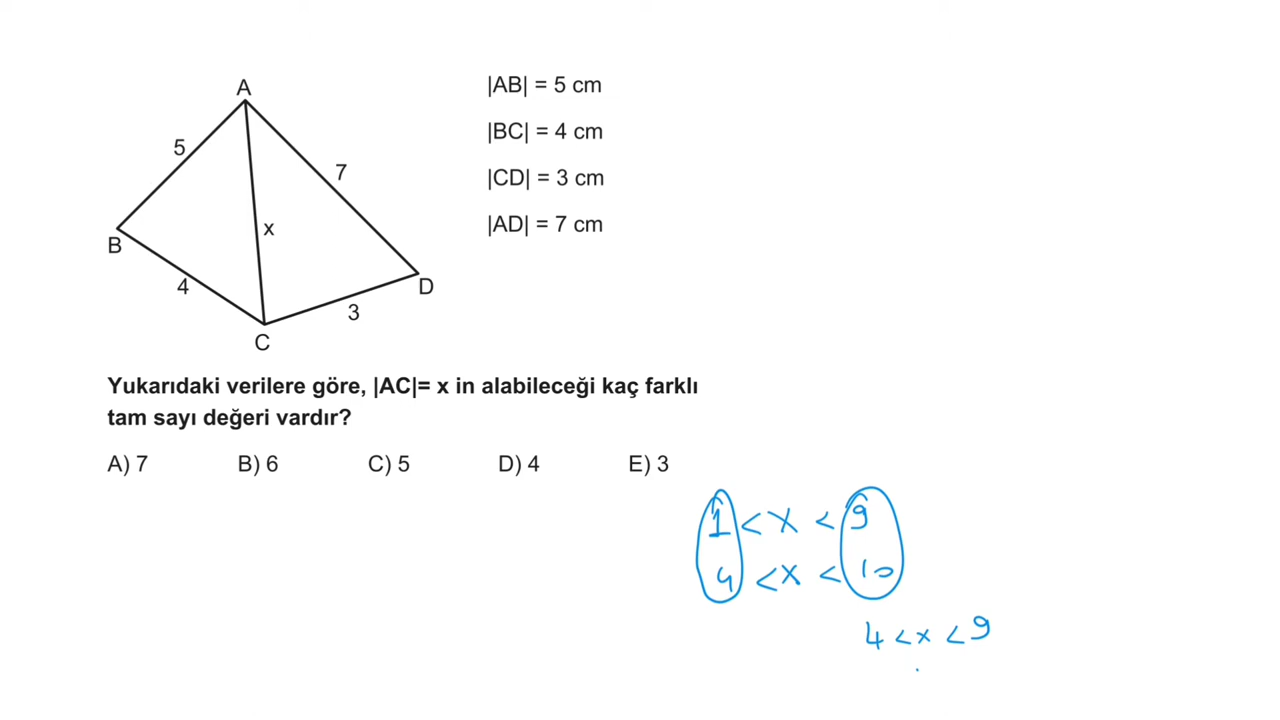 A
5
7
x
B
4
3
D
C
|AB| = 5 cm
|BC| = 4 cm
|CD| = 3 cm
|AD| = 7 cm
Yukarıdaki verilere göre, |AC|= x in alabileceği kaç farklı
tam sayı değeri vardır?
A) 7 B) 6 C) 5 D) 4 E) 3
1 < x < 9
4 < x < 10
4 < x < 9